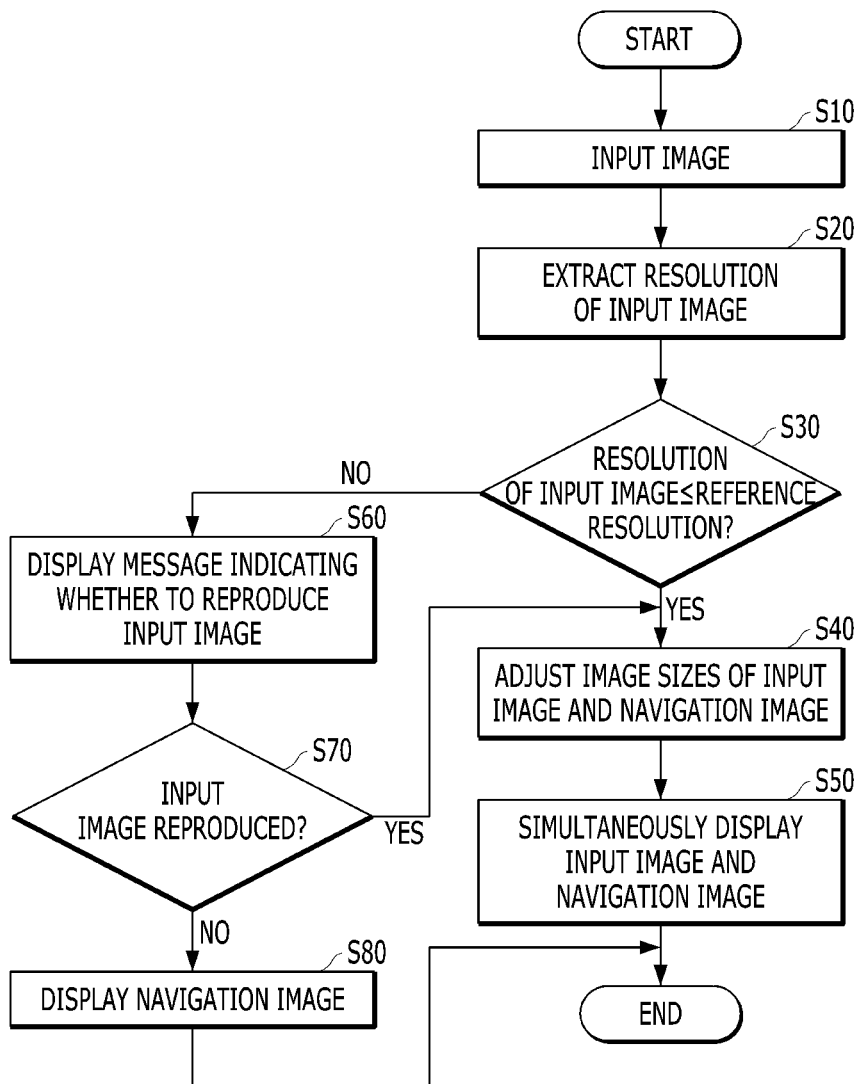 START
S10
INPUT IMAGE
S20
EXTRACT RESOLUTION
OF INPUT IMAGE
S30
RESOLUTION
OF INPUT IMAGE≤REFERENCE
RESOLUTION?
NO
YES
S60
DISPLAY MESSAGE INDICATING
WHETHER TO REPRODUCE
INPUT IMAGE
S40
ADJUST IMAGE SIZES OF INPUT
IMAGE AND NAVIGATION IMAGE
S70
INPUT
IMAGE REPRODUCED?
YES
NO
S50
SIMULTANEOUSLY DISPLAY
INPUT IMAGE AND
NAVIGATION IMAGE
S80
DISPLAY NAVIGATION IMAGE
END